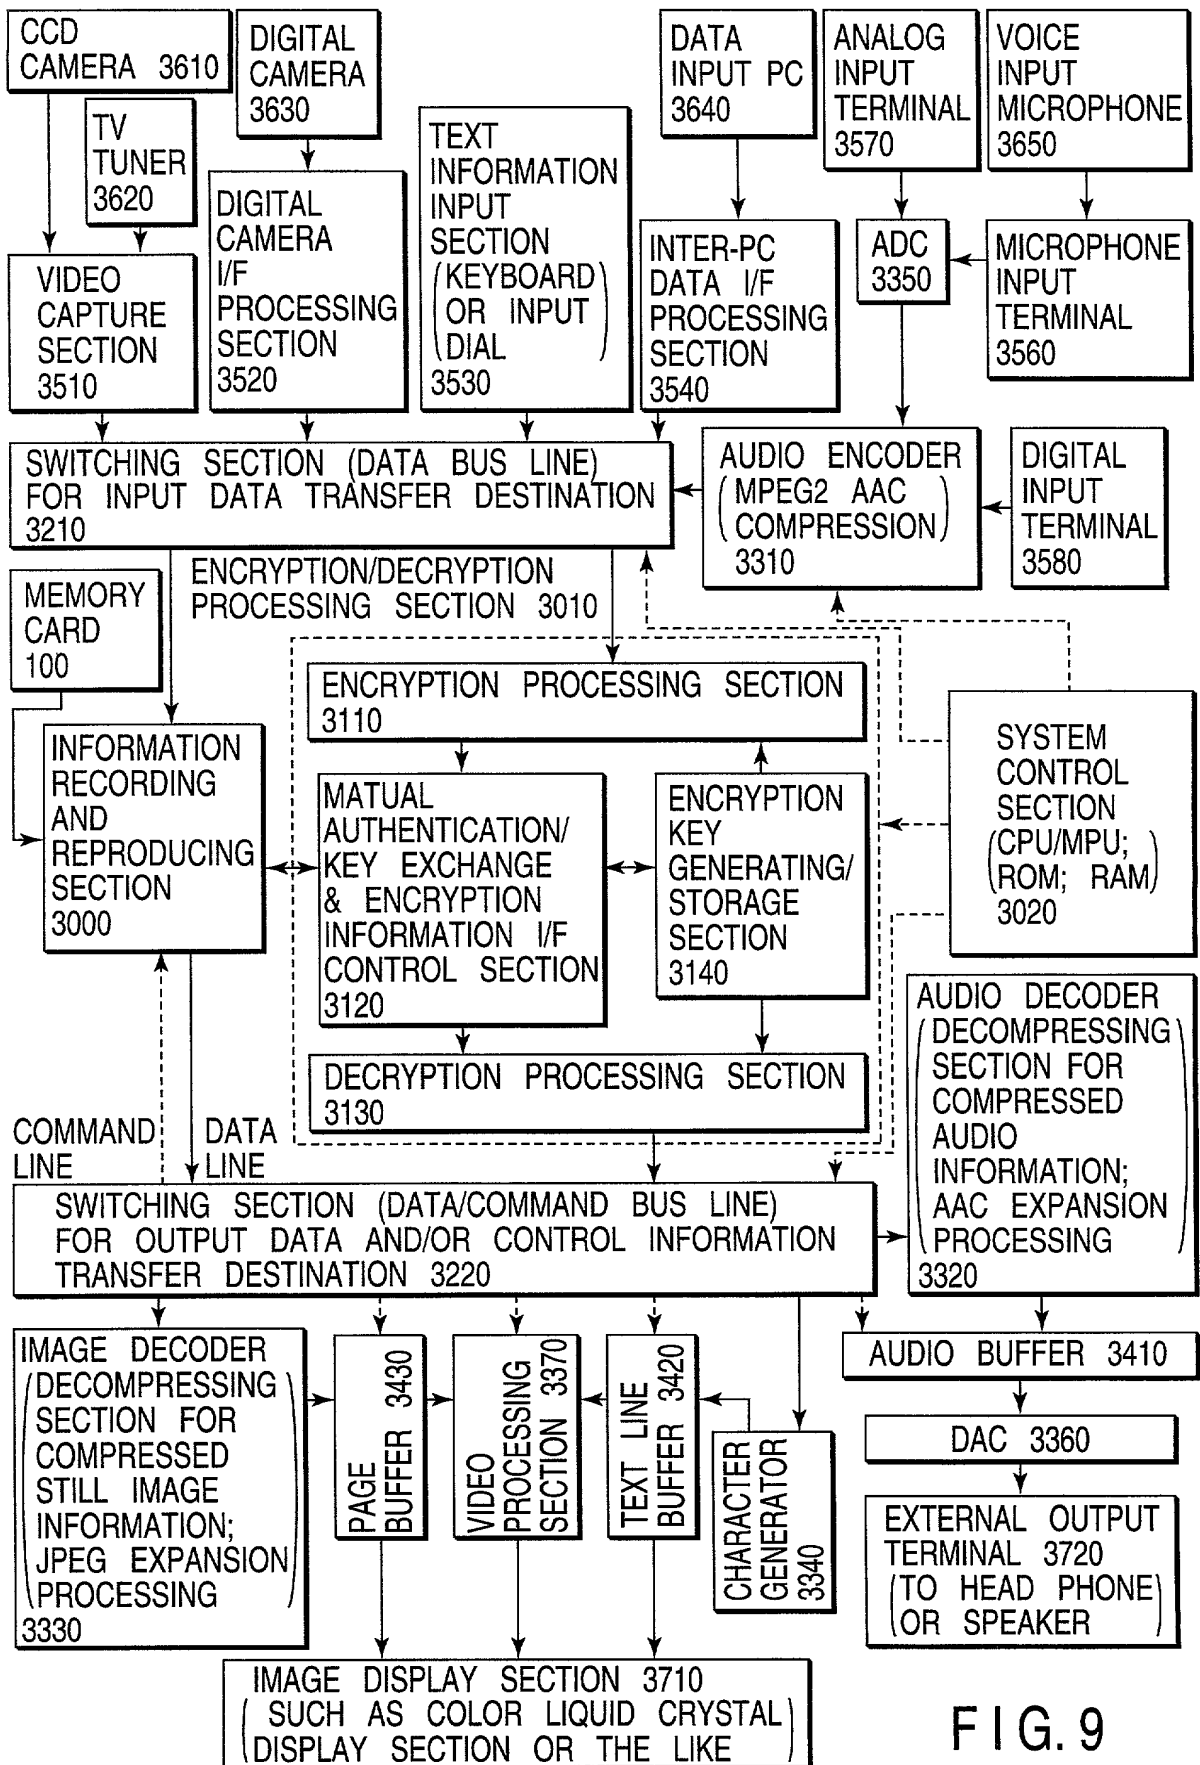 CCD
CAMERA 3610
DIGITAL
CAMERA
3630
DATA
INPUT PC
3640
ANALOG
INPUT
TERMINAL
3570
VOICE
INPUT
MICROPHONE
3650
TV
TUNER
3620
DIGITAL
CAMERA
I/F
PROCESSING
SECTION
3520
TEXT
INFORMATION
INPUT
SECTION
(KEYBOARD
OR INPUT
DIAL)
3530
INTER-PC
DATA I/F
PROCESSING
SECTION
3540
ADC
3350
MICROPHONE
INPUT
TERMINAL
3560
VIDEO
CAPTURE
SECTION
3510
SWITCHING SECTION (DATA BUS LINE)
FOR INPUT DATA TRANSFER DESTINATION
3210
AUDIO ENCODER
(MPEG2 AAC
COMPRESSION)
3310
DIGITAL
INPUT
TERMINAL
3580
ENCRYPTION/DECRYPTION
PROCESSING SECTION 3010
MEMORY
CARD
100
ENCRYPTION PROCESSING SECTION
3110
INFORMATION
RECORDING
AND
REPRODUCING
SECTION
3000
MATUAL
AUTHENTICATION/
KEY EXCHANGE
& ENCRYPTION
INFORMATION I/F
CONTROL SECTION
3120
ENCRYPTION
KEY
GENERATING/
STORAGE
SECTION
3140
SYSTEM
CONTROL
SECTION
(CPU/MPU;
ROM; RAM)
3020
DECRYPTION PROCESSING SECTION
3130
AUDIO DECODER
(DECOMPRESSING
SECTION FOR
COMPRESSED
AUDIO
INFORMATION;
AAC EXPANSION
PROCESSING)
3320
COMMAND
LINE
DATA
LINE
SWITCHING SECTION (DATA/COMMAND BUS LINE)
FOR OUTPUT DATA AND/OR CONTROL INFORMATION
TRANSFER DESTINATION 3220
IMAGE DECODER
(DECOMPRESSING
SECTION FOR
COMPRESSED
STILL IMAGE
INFORMATION;
JPEG EXPANSION
PROCESSING)
3330
PAGE
BUFFER 3430
VIDEO
PROCESSING
SECTION 3370
TEXT LINE
BUFFER 3420
CHARACTER
GENERATOR
3340
AUDIO BUFFER 3410
DAC 3360
EXTERNAL OUTPUT
TERMINAL 3720
(TO HEAD PHONE)
OR SPEAKER
IMAGE DISPLAY SECTION 3710
(SUCH AS COLOR LIQUID CRYSTAL
DISPLAY SECTION OR THE LIKE)
FIG. 9